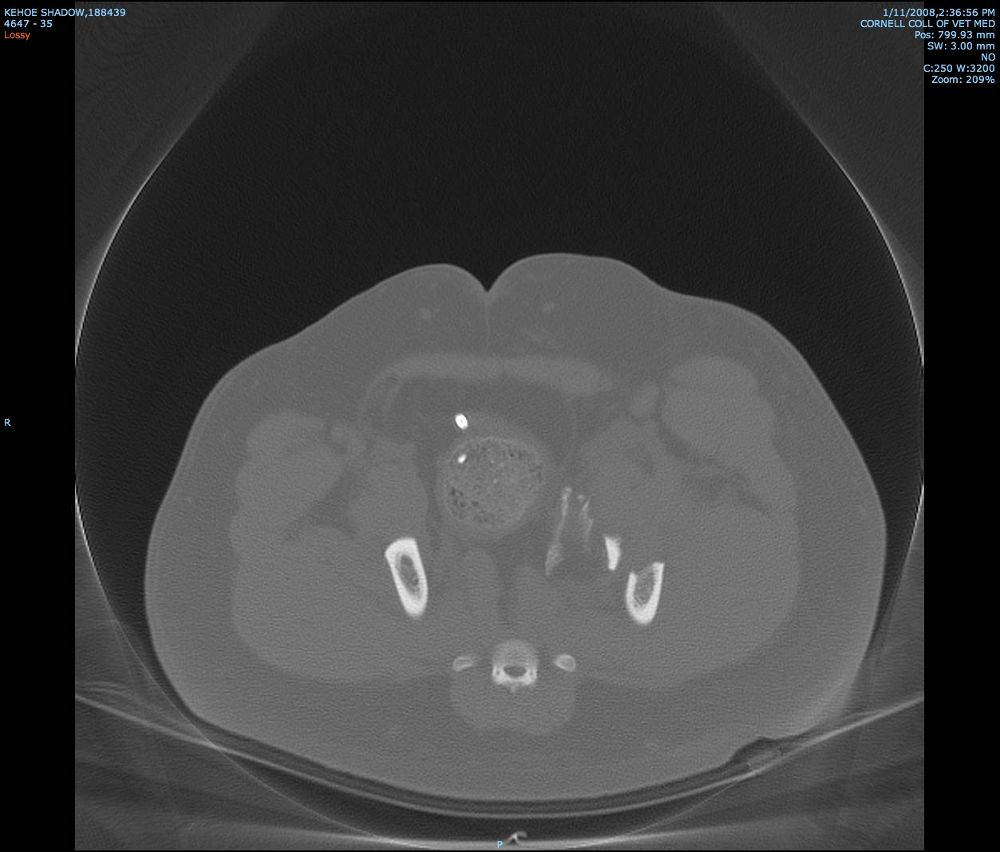 KEHOE SHADOW,188439
4647 - 35
Lossy
1/11/2008,2:36:56 PM
CORNELL COLL OF VET MED
Pos: 799.93 mm
SW: 3.00 mm
NO
C:250 W:3200
Zoom: 209%
R
P